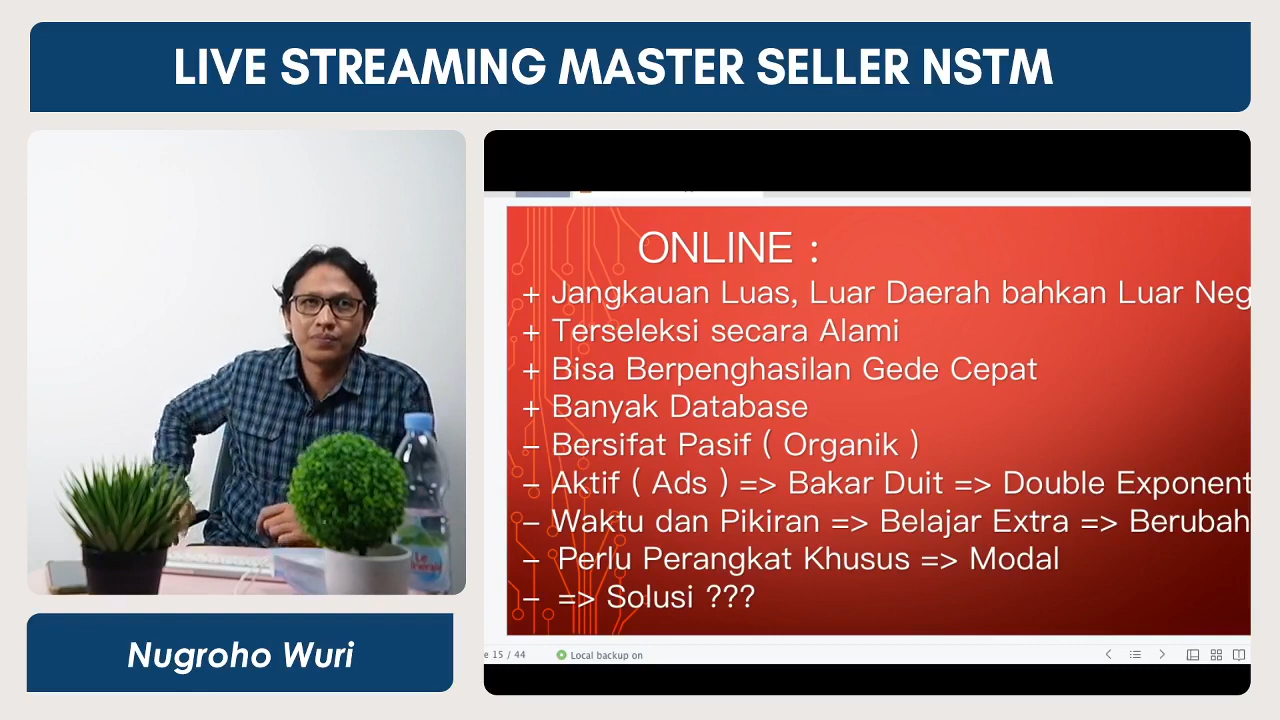 LIVE STREAMING MASTER SELLER NSTM
ONLINE :
+ Jangkauan Luas, Luar Daerah bahkan Luar Neg
+ Terseleksi secara Alami
+ Bisa Berpenghasilan Gede Cepat
+ Banyak Database
– Bersifat Pasif ( Organik )
– Aktif ( Ads ) => Bakar Duit => Double Exponent
– Waktu dan Pikiran => Belajar Extra => Berubah
– Perlu Perangkat Khusus => Modal
– => Solusi ???
e 15 / 44
Local backup on
Nugroho Wuri